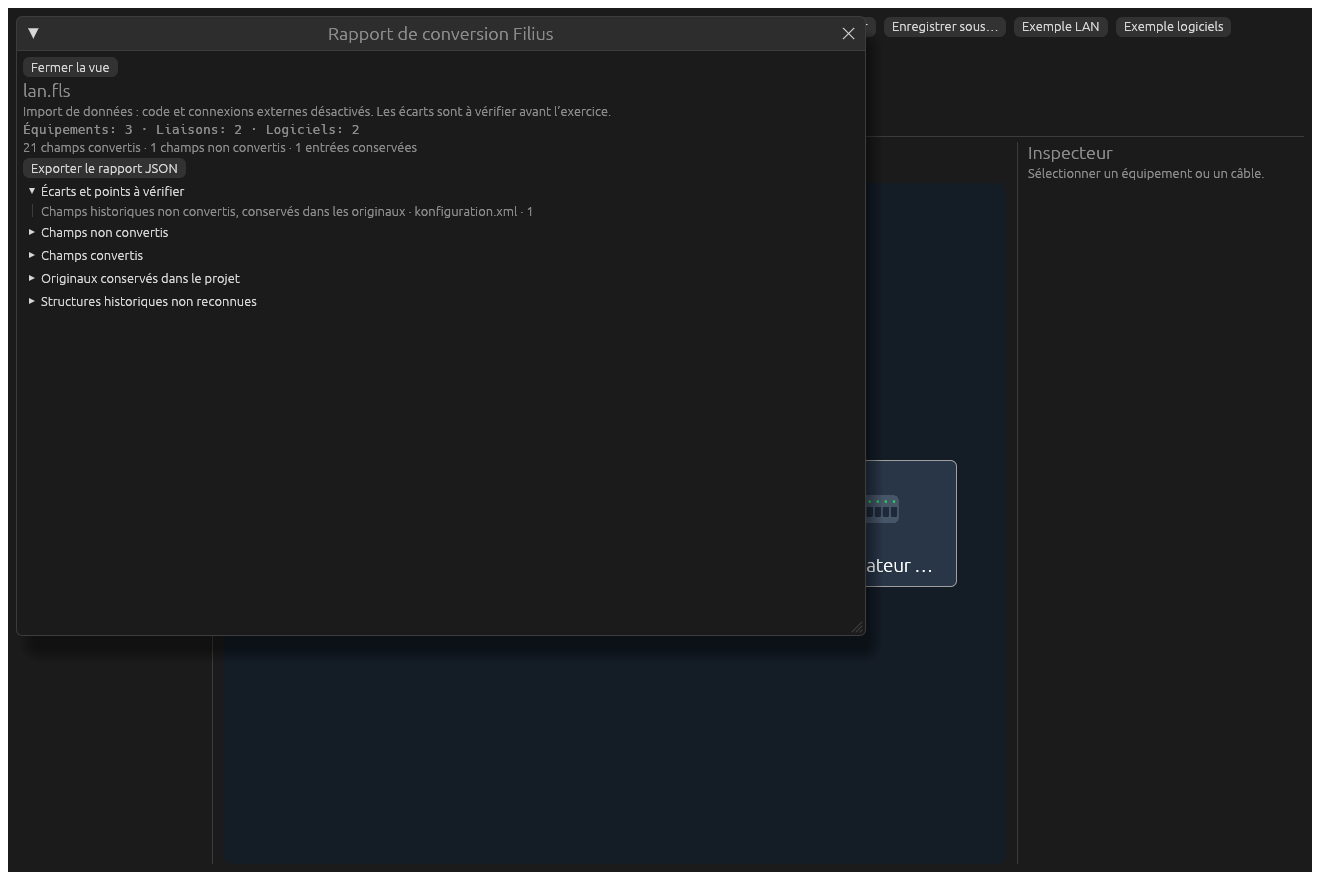 Rapport de conversion Filius
Enregistrer sous…
Exemple LAN
Exemple logiciels
Fermer la vue
lan.fls
Import de données : code et connexions externes désactivés. Les écarts sont à vérifier avant l'exercice.
Équipements: 3 · Liaisons: 2 · Logiciels: 2
21 champs convertis · 1 champs non convertis · 1 entrées conservées
Exporter le rapport JSON
Écarts et points à vérifier
Champs historiques non convertis, conservés dans les originaux · konfiguration.xml · 1
Champs non convertis
Champs convertis
Originaux conservés dans le projet
Structures historiques non reconnues
Inspecteur
Sélectionner un équipement ou un câble.
ateur …